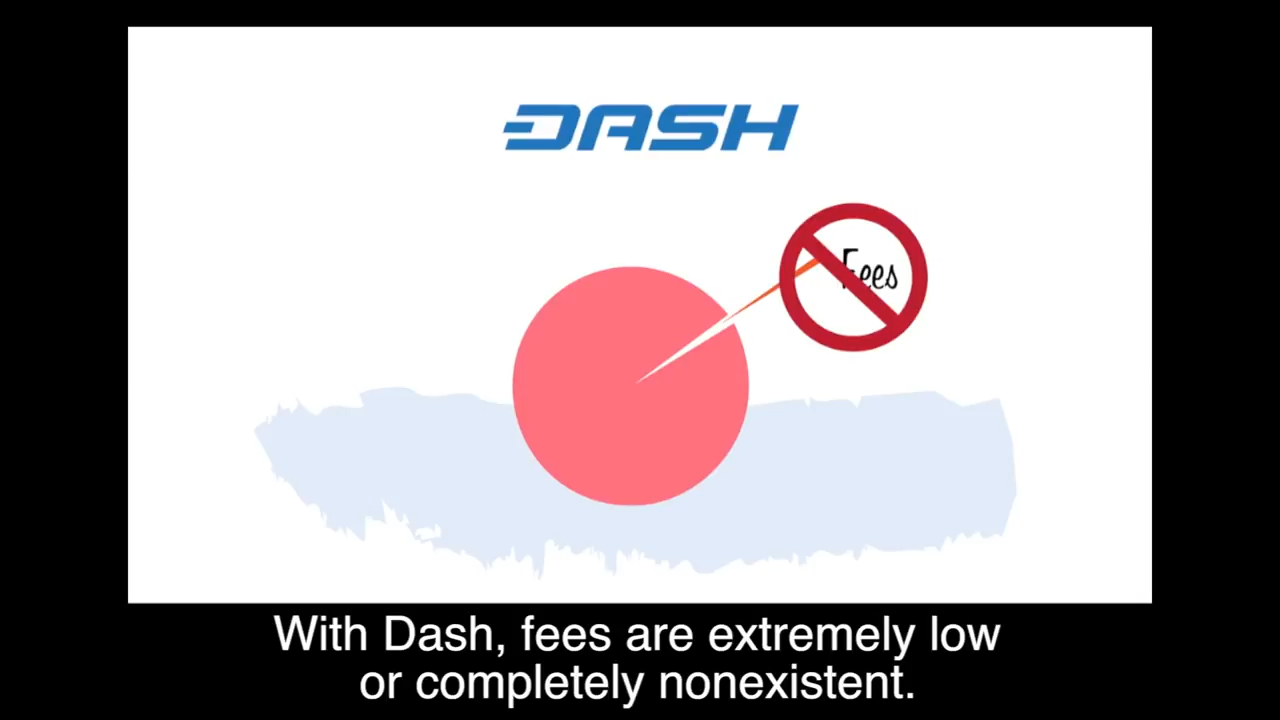 DASH
Fees
With Dash, fees are extremely low
or completely nonexistent.